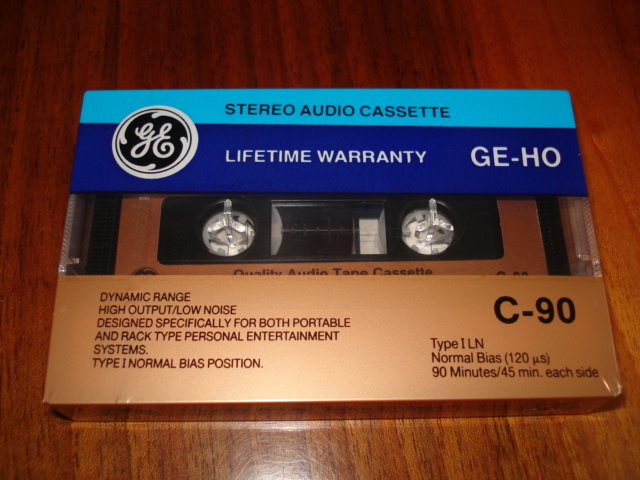 STEREO AUDIO CASSETTE
GE
LIFETIME WARRANTY
GE-HO
Quality Audio Tape Cassette
C-90
DYNAMIC RANGE
HIGH OUTPUT/LOW NOISE
DESIGNED SPECIFICALLY FOR BOTH PORTABLE
AND RACK TYPE PERSONAL ENTERTAINMENT
SYSTEMS.
TYPE I NORMAL BIAS POSITION.
C-90
Type I LN
Normal Bias (120 μs)
90 Minutes/45 min. each side